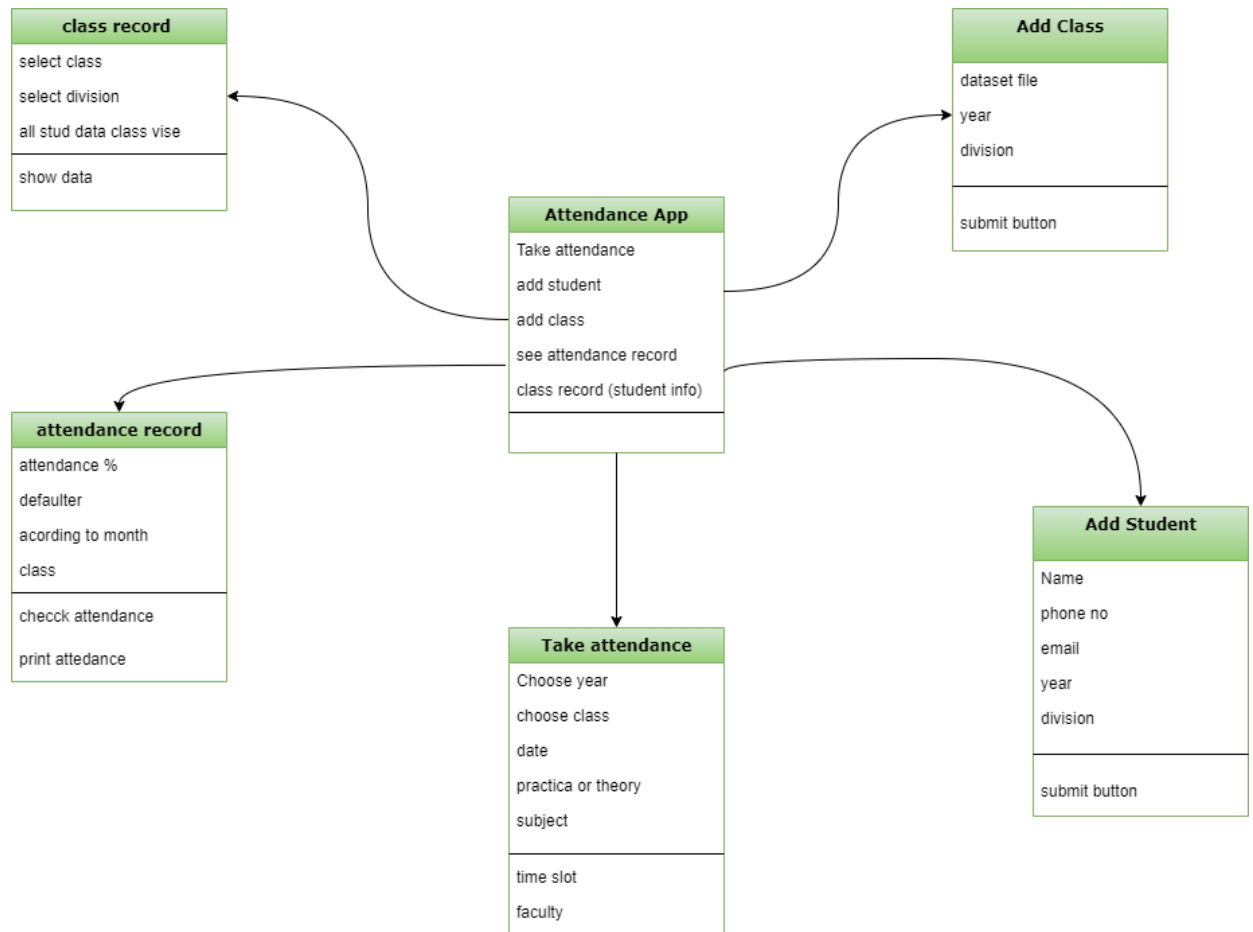 class record
select class
select division
all stud data class vise
show data
Add Class
dataset file
year
division
submit button
Attendance App
Take attendance
add student
add class
see attendance record
class record (student info)
attendance record
attendance %
defaulter
acording to month
class
checck attendance
print attedance
Take attendance
Choose year
choose class
date
practica or theory
subject
time slot
faculty
Add Student
Name
phone no
email
year
division
submit button